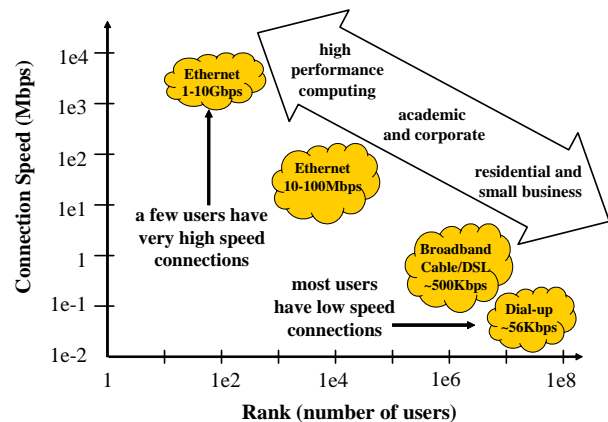 Connection Speed (Mbps)
1e4
1e3
1e2
1e1
1
1e-1
1e-2
Ethernet
1-10Gbps
high
performance
computing
academic
and corporate
residential and
small business
Ethernet
10-100Mbps
a few users have
very high speed
connections
Broadband
Cable/DSL
~500Kbps
most users
have low speed
connections
Dial-up
~56Kbps
1
1e2
1e4
1e6
1e8
Rank (number of users)